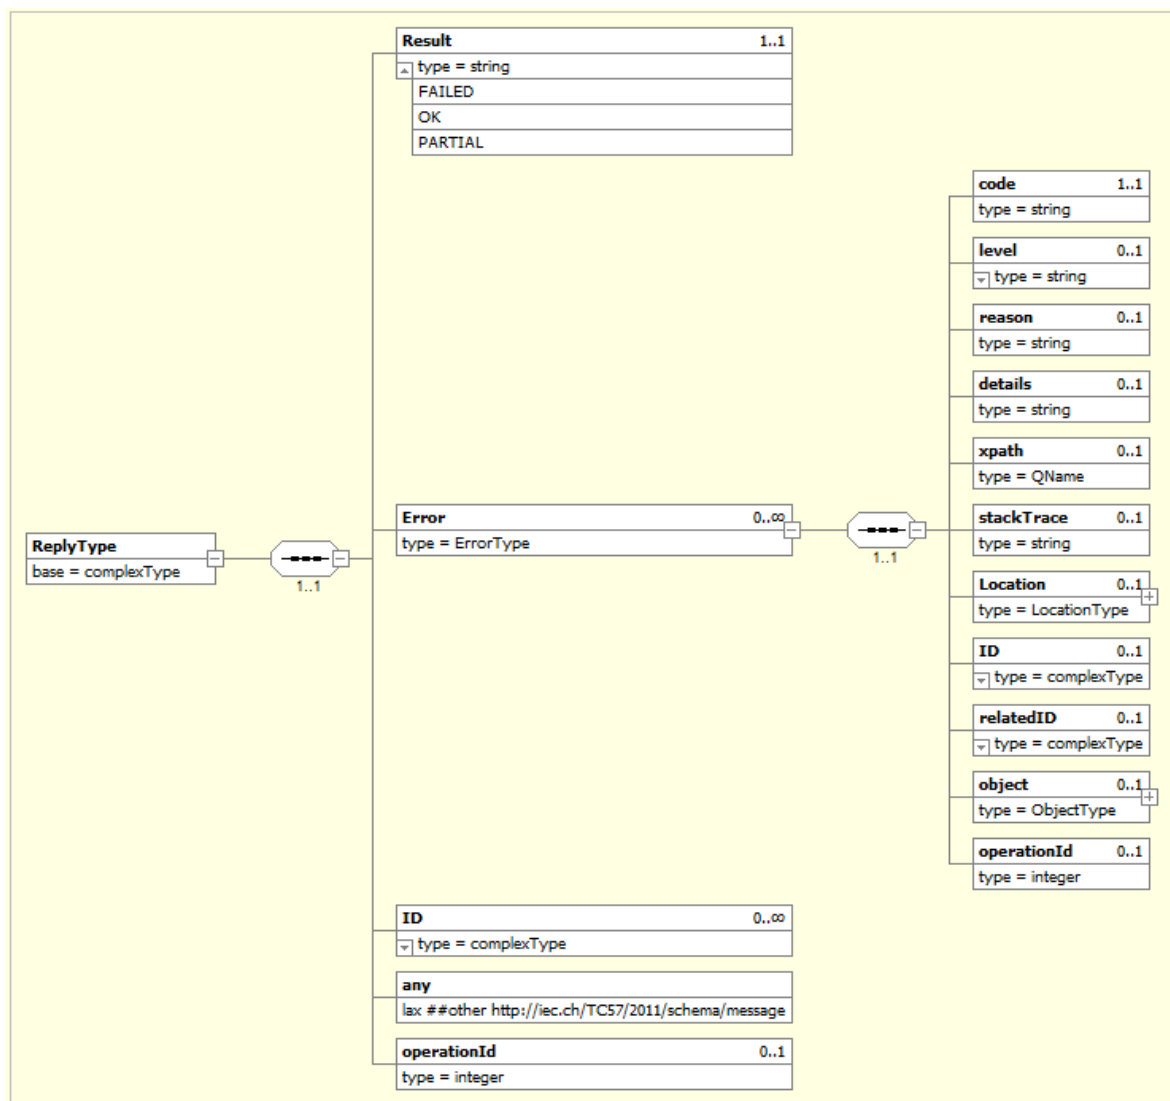 Result 1..1
type = string
FAILED
OK
PARTIAL
code 1..1
type = string
level 0..1
type = string
reason 0..1
type = string
details 0..1
type = string
xpath 0..1
type = QName
Error 0..∞
type = ErrorType
stackTrace 0..1
type = string
ReplyType
base = complexType
1..1
1..1
Location 0..1
type = LocationType
ID 0..1
type = complexType
relatedID 0..1
type = complexType
object 0..1
type = ObjectType
operationId 0..1
type = integer
ID 0..∞
type = complexType
any
lax ##other http://iec.ch/TC57/2011/schema/message
operationId 0..1
type = integer